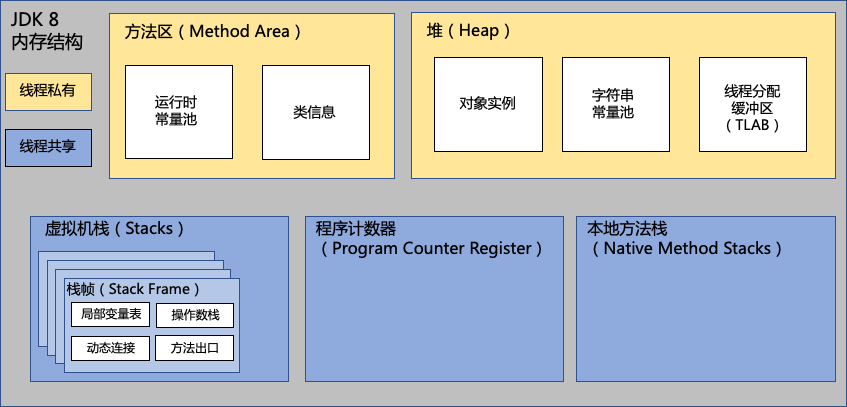 JDK 8
内存结构
线程私有
线程共享
方法区（Method Area）
运行时
常量池
类信息
堆（Heap）
对象实例
字符串
常量池
线程分配
缓冲区
（TLAB）
虚拟机栈（Stacks）
栈帧（Stack Frame）
局部变量表
操作数栈
动态连接
方法出口
程序计数器
（Program Counter Register）
本地方法栈
（Native Method Stacks）